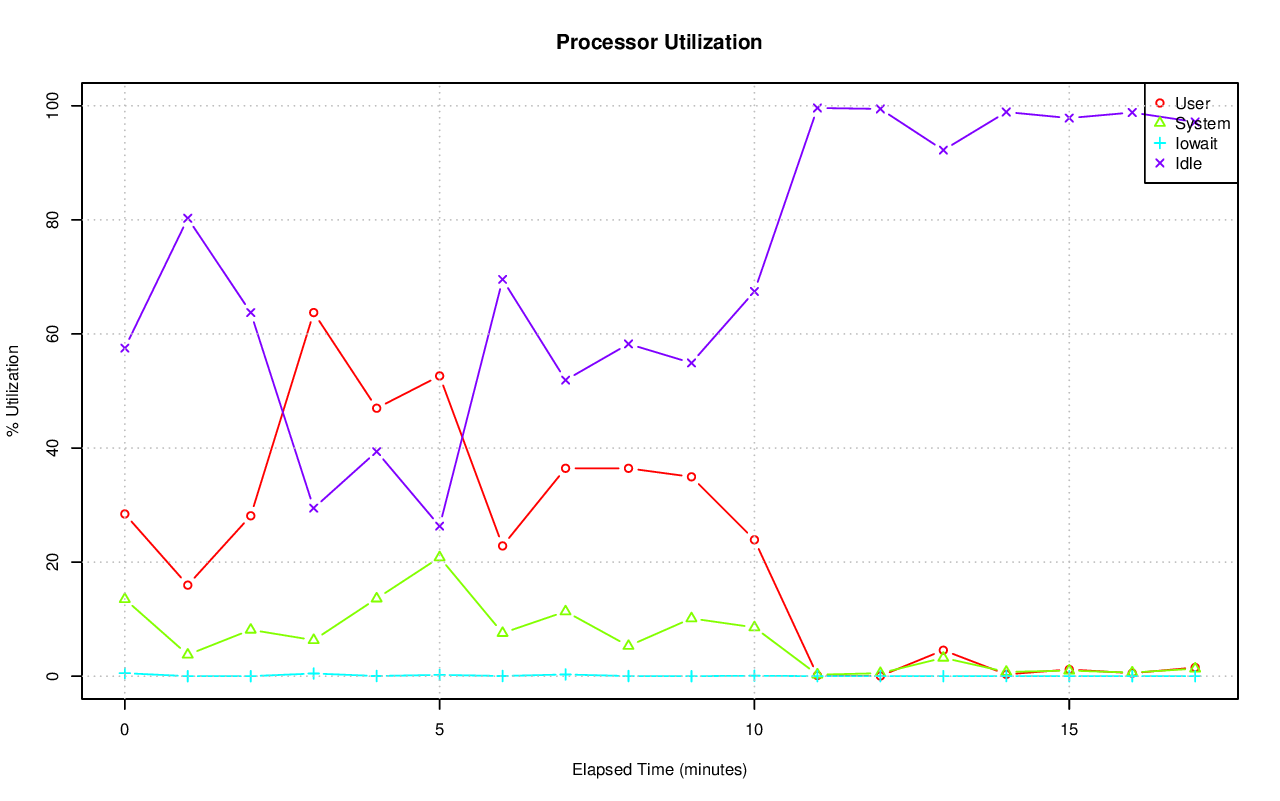 Processor Utilization
User
System
Iowait
Idle
100
80
60
40
20
0
% Utilization
0 5 10 15
Elapsed Time (minutes)